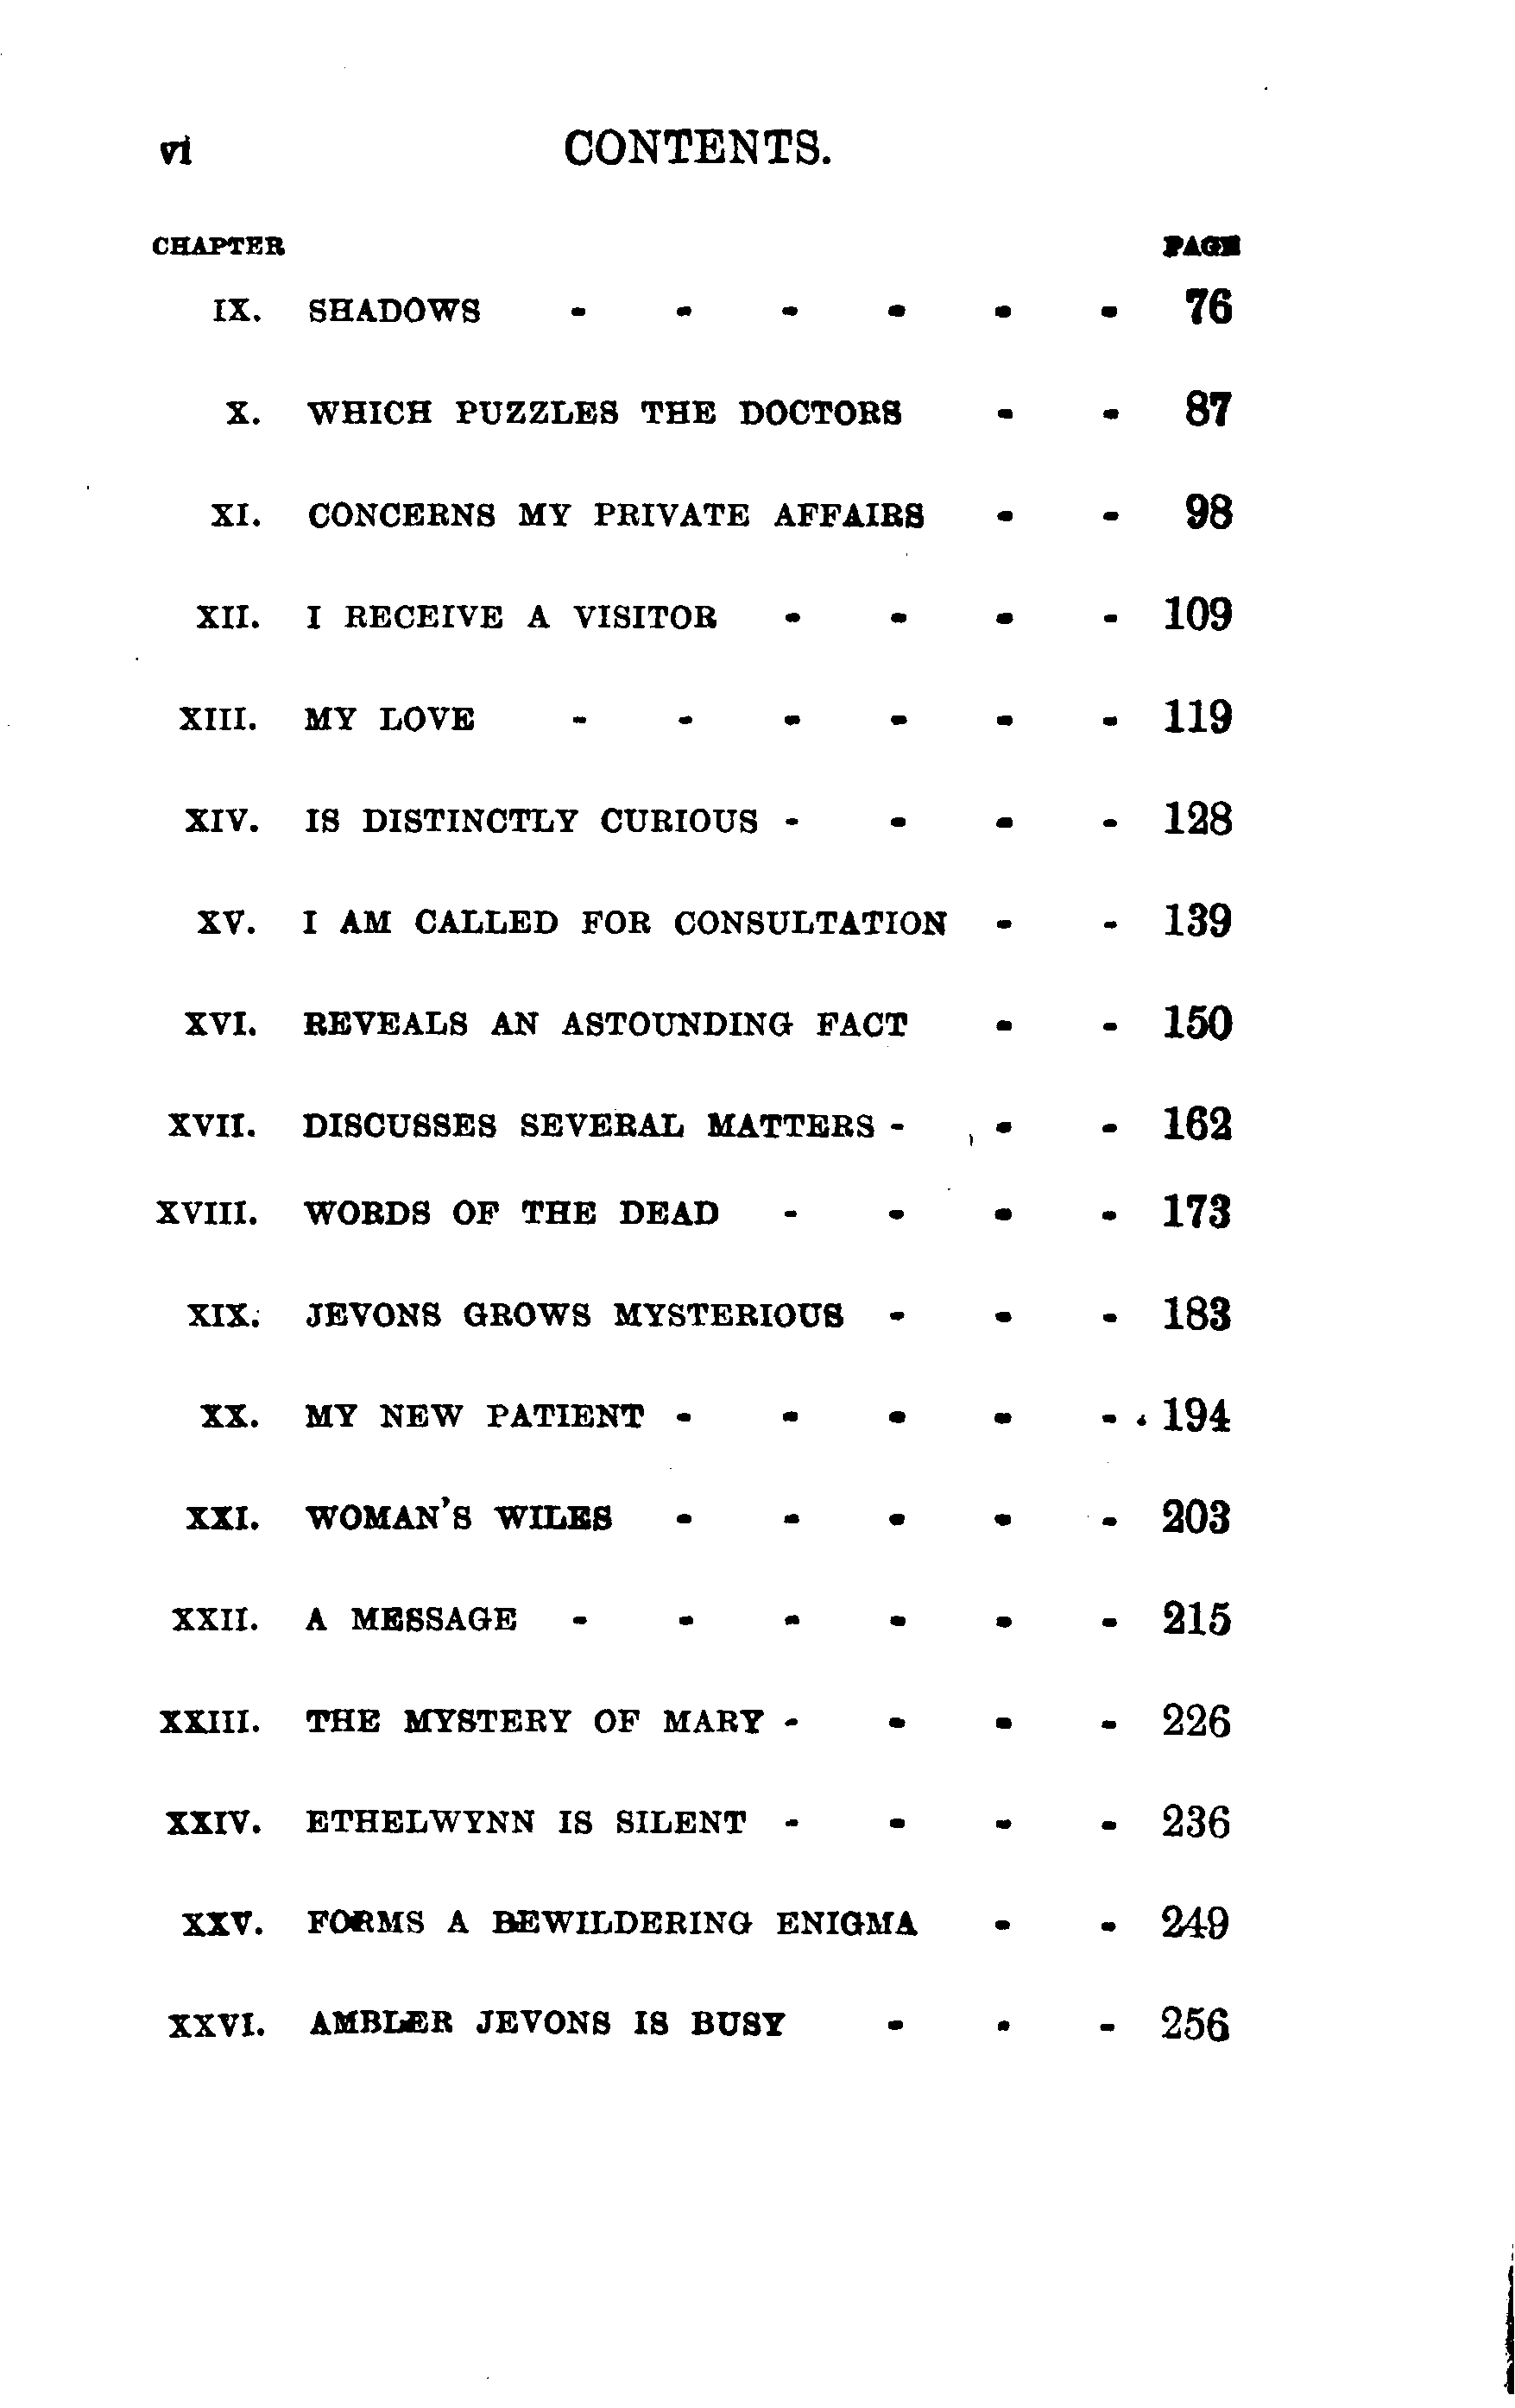 vi CONTENTS.
CHAPTER PAGE
IX. SHADOWS - - - - - - 76
X. WHICH PUZZLES THE DOCTORS - - 87
XI. CONCERNS MY PRIVATE AFFAIRS - - 98
XII. I RECEIVE A VISITOR - - - - 109
XIII. MY LOVE - - - - - - 119
XIV. IS DISTINCTLY CURIOUS - - - - 128
XV. I AM CALLED FOR CONSULTATION - - 139
XVI. REVEALS AN ASTOUNDING FACT - - 150
XVII. DISCUSSES SEVERAL MATTERS - - - 162
XVIII. WORDS OF THE DEAD - - - - 173
XIX. JEVONS GROWS MYSTERIOUS - - - 183
XX. MY NEW PATIENT - - - - - 194
XXI. WOMAN'S WILES - - - - - 203
XXII. A MESSAGE - - - - - - 215
XXIII. THE MYSTERY OF MARY - - - - 226
XXIV. ETHELWYNN IS SILENT - - - - 236
XXV. FORMS A BEWILDERING ENIGMA - - 249
XXVI. AMBLER JEVONS IS BUSY - - - 256